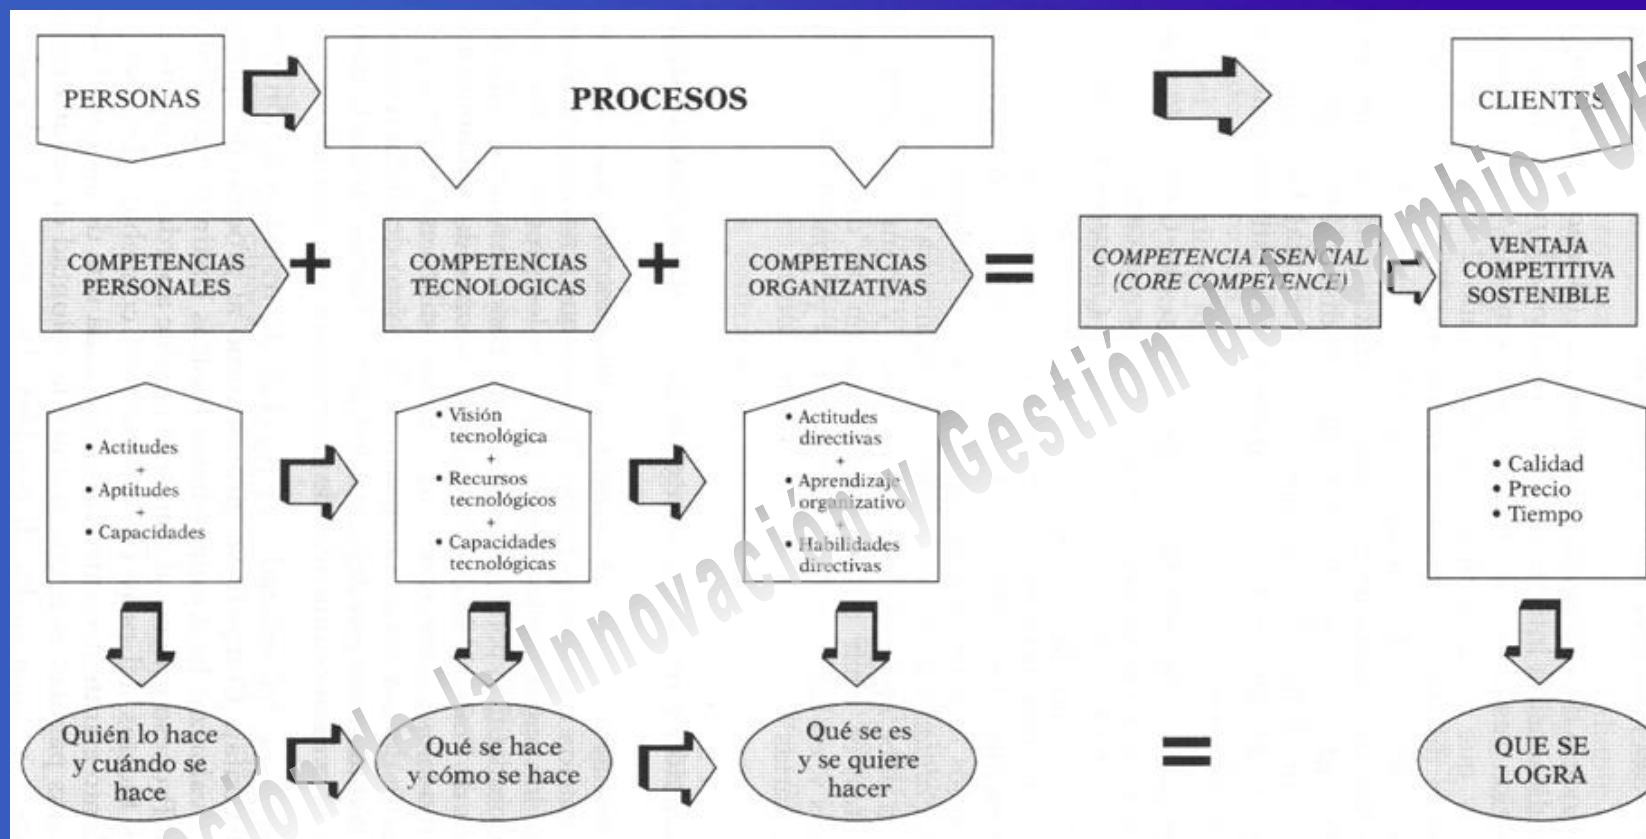 PERSONAS
PROCESOS
CLIENTES
COMPETENCIAS
PERSONALES
+
COMPETENCIAS
TECNOLOGICAS
+
COMPETENCIAS
ORGANIZATIVAS
=
COMPETENCIA ESENCIAL
(CORE COMPETENCE)
VENTAJA
COMPETITIVA
SOSTENIBLE
• Actitudes
+
• Aptitudes
+
• Capacidades
• Visión
tecnológica
+
• Recursos
tecnológicos
+
• Capacidades
tecnológicas
• Actitudes
directivas
+
• Aprendizaje
organizativo
+
• Habilidades
directivas
• Calidad
• Precio
• Tiempo
Quién lo hace
y cuándo se
hace
Qué se hace
y cómo se hace
Qué se es
y se quiere
hacer
=
QUE SE
LOGRA
de la Innovación y Gestión del Cambio.